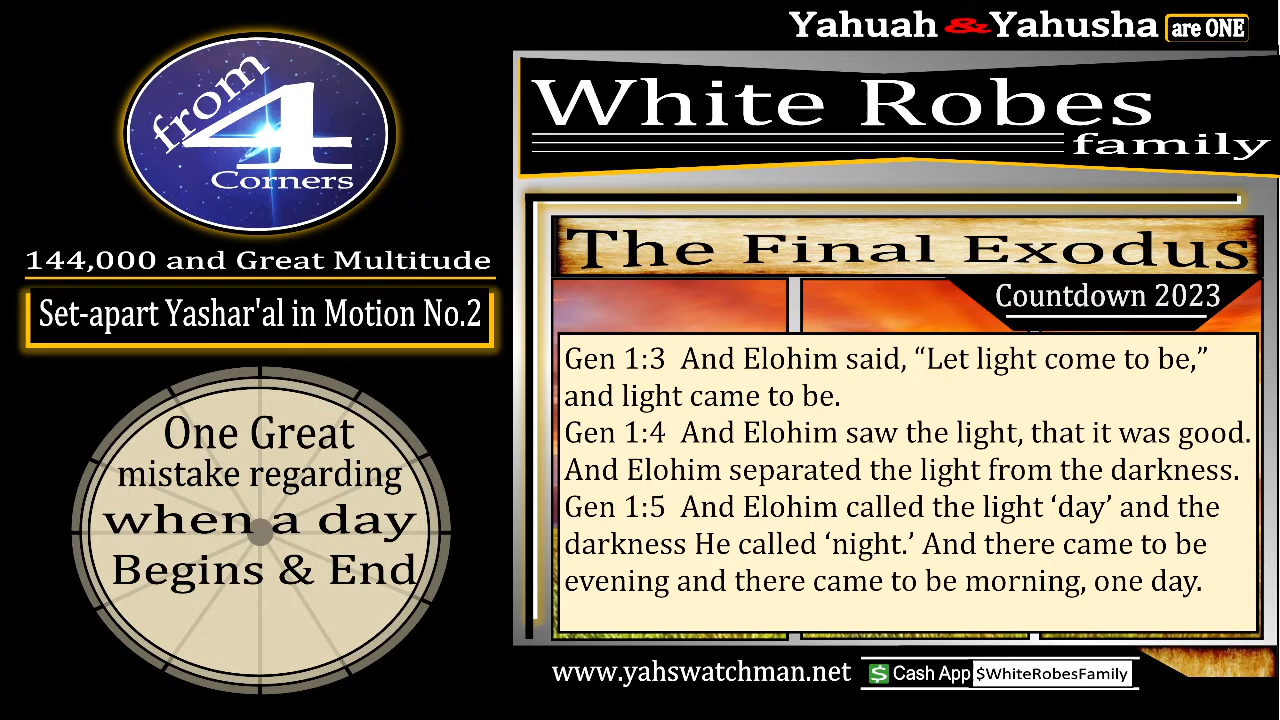 from
4
Corners
144,000 and Great Multitude
Set-apart Yashar'al in Motion No.2
One Great
mistake regarding
when a day
Begins & End
Yahuah & Yahusha are ONE
White Robes
family
The Final Exodus
Countdown 2023
Gen 1:3  And Elohim said, “Let light come to be,”
and light came to be.
Gen 1:4  And Elohim saw the light, that it was good.
And Elohim separated the light from the darkness.
Gen 1:5  And Elohim called the light ‘day’ and the
darkness He called ‘night.’ And there came to be
evening and there came to be morning, one day.
www.yahswatchman.net $ Cash App $WhiteRobesFamily